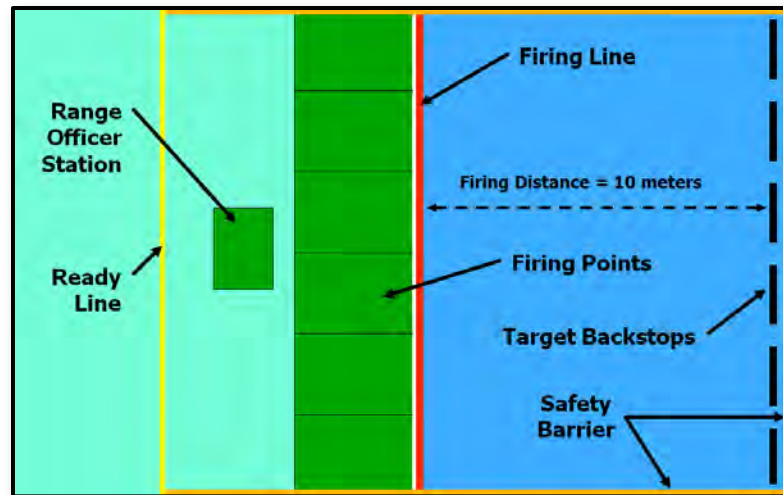 Range
Officer
Station
Ready
Line
Firing Line
Firing Distance = 10 meters
Firing Points
Target Backstops
Safety
Barrier